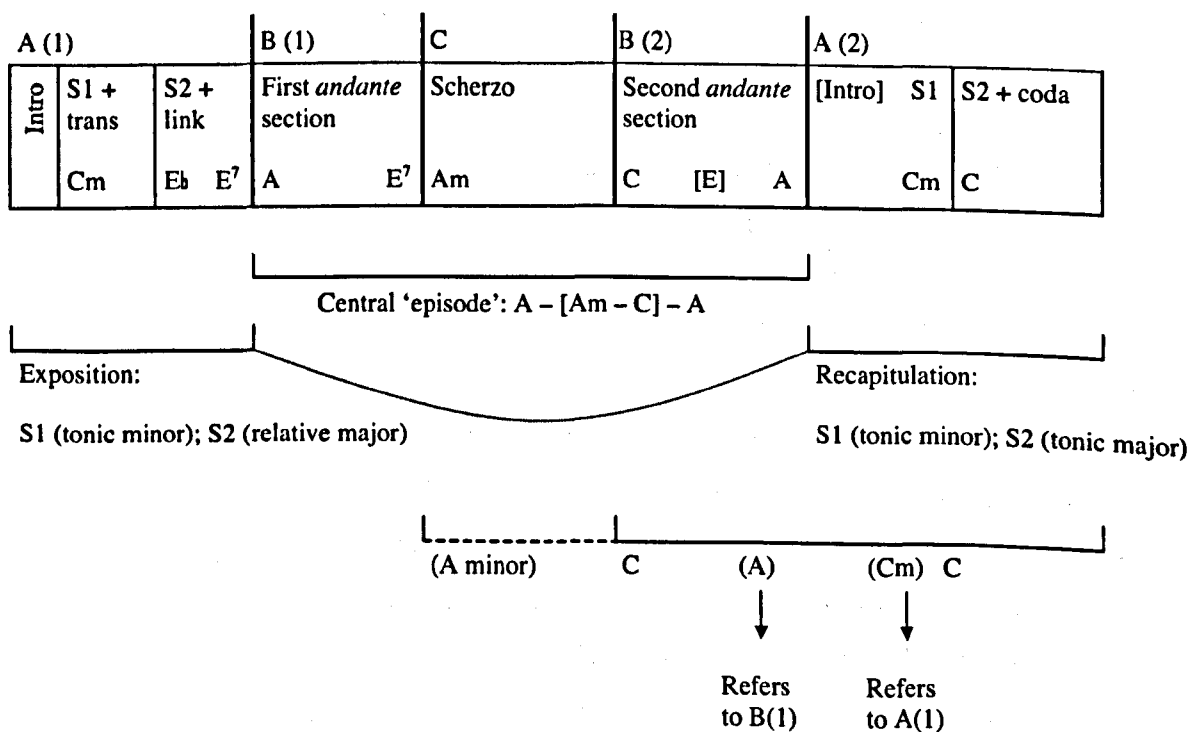 A (1)
B (1)
C
B (2)
A (2)
Intro
S1 +
trans
Cm
S2 +
link
Eb E⁷
First andante
section
A E⁷
Scherzo
Am
Second andante
section
C [E] A
[Intro] S1
Cm
S2 + coda
C
Central ‘episode’: A – [Am – C] – A
Exposition:
S1 (tonic minor); S2 (relative major)
Recapitulation:
S1 (tonic minor); S2 (tonic major)
(A minor) C (A) (Cm) C
Refers
to B(1)
Refers
to A(1)